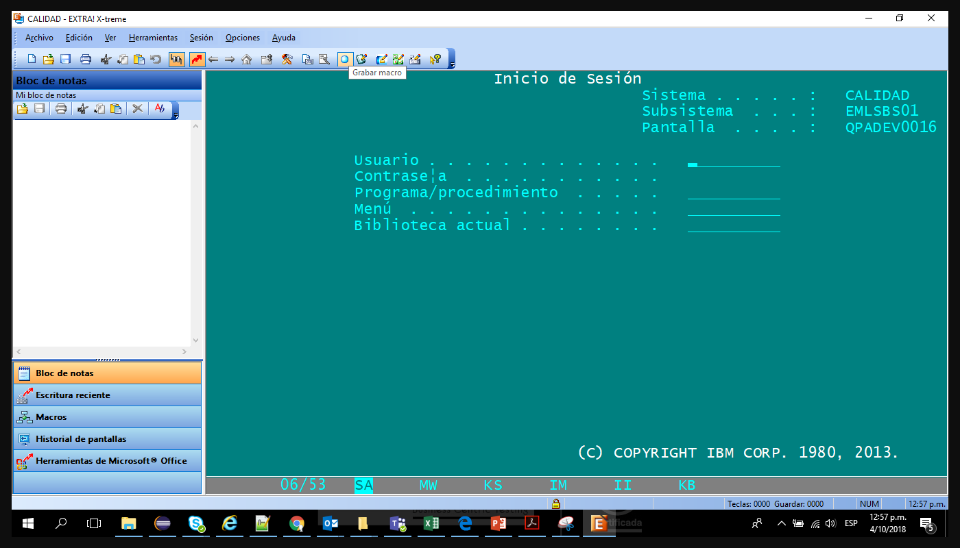 CALIDAD - EXTRA! X-treme
Archivo Edición Ver Herramientas Sesión Opciones Ayuda
Grabar macro
Bloc de notas
Mi bloc de notas
Inicio de Sesión
Sistema . . . . . : CALIDAD
Subsistema . . . : EMLSBS01
Pantalla . . . . : QPADEV0016
Usuario . . . . . . . . . . . . .
Contrase¦a . . . . . . . . . . .
Programa/procedimiento . . . . .
Menú . . . . . . . . . . . . . .
Biblioteca actual . . . . . . . .
Bloc de notas
Escritura reciente
Macros
Historial de pantallas
Herramientas de Microsoft® Office
(C) COPYRIGHT IBM CORP. 1980, 2013.
06/53 SA MW KS IM II KB
Teclas: 0000 Guardar: 0000 NUM 12:57 p.m.
ESP
12:57 p.m.
4/10/2018
5